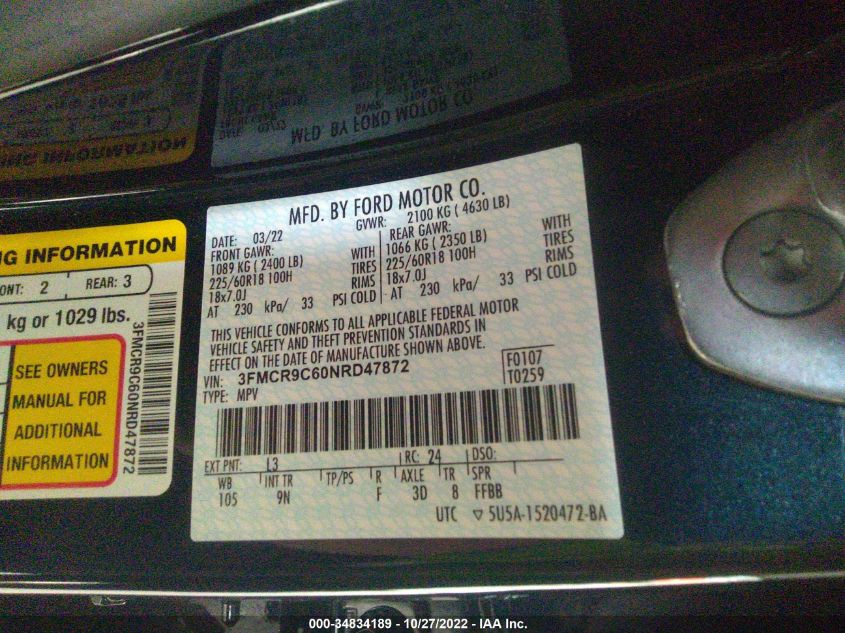 MFD. BY FORD MOTOR CO.
DATE: 03/22 GVWR: 2100 KG ( 4630 LB)
FRONT GAWR: REAR GAWR:
1089 KG ( 2400 LB) WITH 1066 KG ( 2350 LB) WITH
225/60R18 100H TIRES 225/60R18 100H TIRES
18x7.0J RIMS 18x7.0J RIMS
AT 230 kPa/ 33 PSI COLD AT 230 kPa/ 33 PSI COLD
THIS VEHICLE CONFORMS TO ALL APPLICABLE FEDERAL MOTOR
VEHICLE SAFETY AND THEFT PREVENTION STANDARDS IN
EFFECT ON THE DATE OF MANUFACTURE SHOWN ABOVE.
VIN: 3FMCR9C60NRD47872 F0107
TYPE: MPV T0259
EXT PNT: L3 RC: 24 DSO:
WB INT TR TP/PS R AXLE TR SPR
105 9N F 3D 8 FFBB
UTC ▽ 5U5A-1520472-BA
NG INFORMATION
ONT: 2 REAR: 3
kg or 1029 lbs.
SEE OWNERS
MANUAL FOR
ADDITIONAL
INFORMATION
3FMCR9C60NRD47872
000-34834189 - 10/27/2022 - IAA Inc.